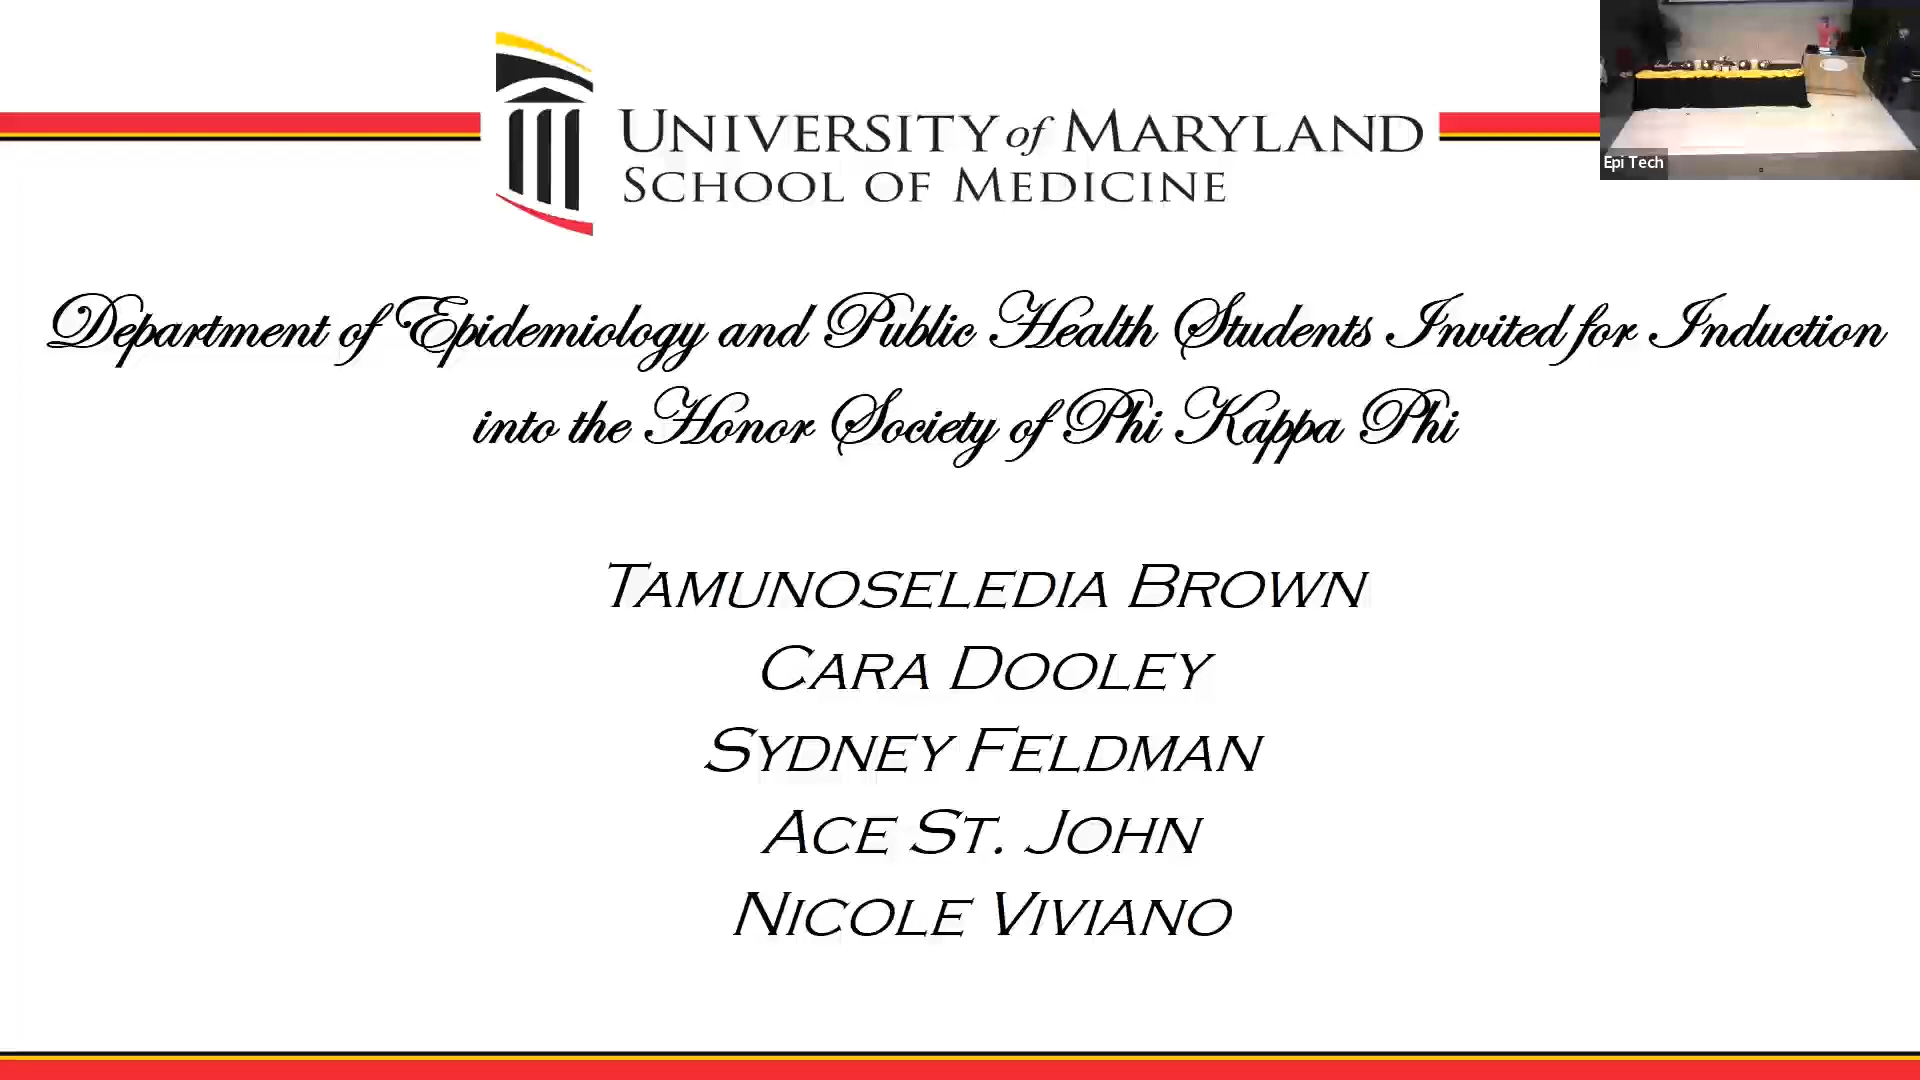 UNIVERSITY of MARYLAND
SCHOOL OF MEDICINE
Epi Tech
Department of Epidemiology and Public Health Students Invited for Induction
into the Honor Society of Phi Kappa Phi
TAMUNOSELEDIA BROWN
CARA DOOLEY
SYDNEY FELDMAN
ACE ST. JOHN
NICOLE VIVIANO